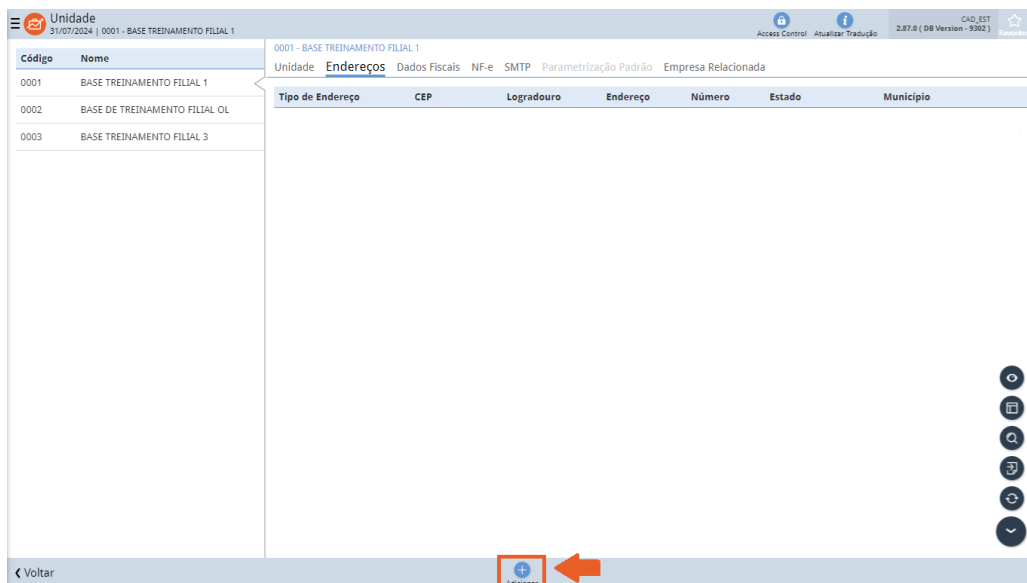 Unidade
31/07/2024 | 0001 - BASE TREINAMENTO FILIAL 1
Access Control
Atualizar Tradução
CAD_EST
2.87.0 ( DB Version - 9302 )
Favorito
Código Nome
0001 BASE TREINAMENTO FILIAL 1
0002 BASE DE TREINAMENTO FILIAL OL
0003 BASE TREINAMENTO FILIAL 3
0001 - BASE TREINAMENTO FILIAL 1
Unidade Endereços Dados Fiscais NF-e SMTP Parametrização Padrão Empresa Relacionada
Tipo de Endereço CEP Logradouro Endereço Número Estado Município
Voltar
Adicionar